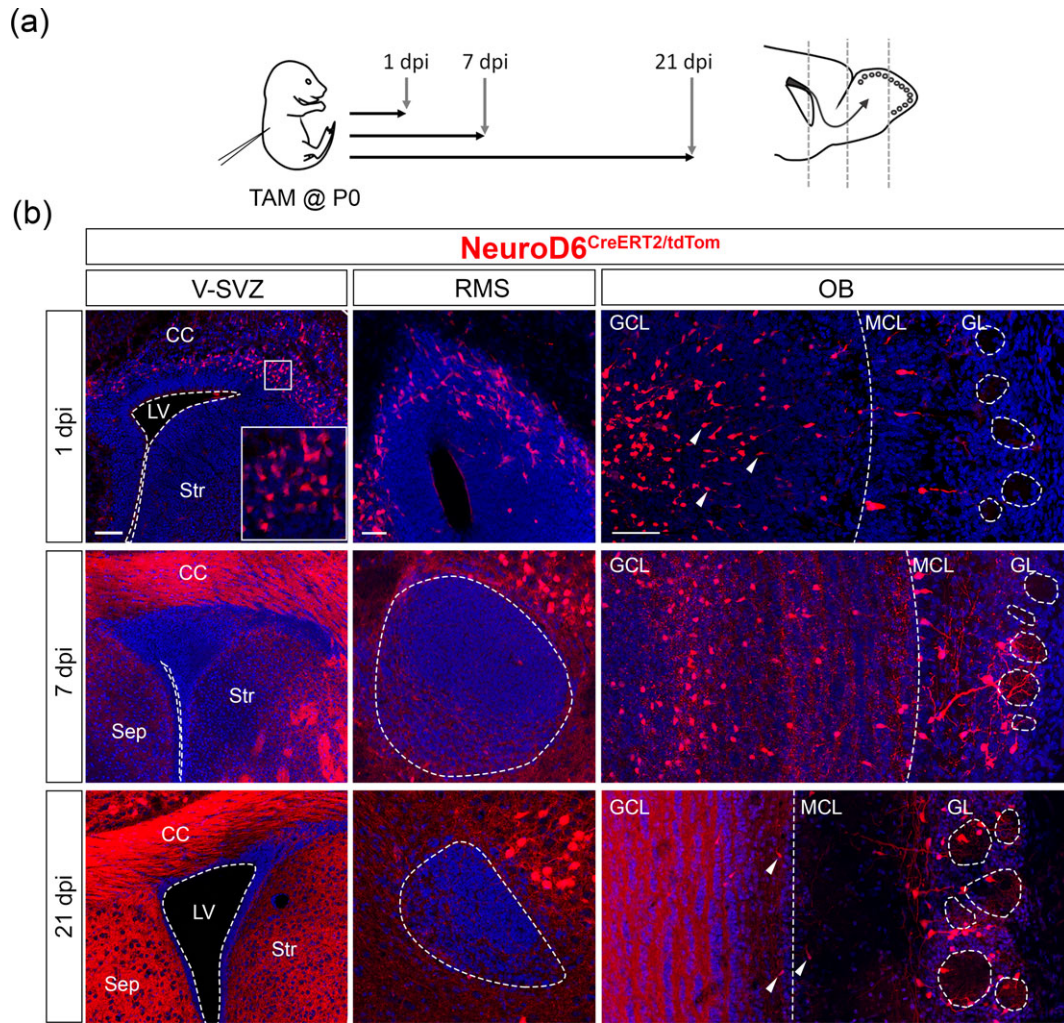 (a)
1 dpi 7 dpi 21 dpi
TAM @ P0
(b)
NeuroD6CreERT2/tdTom
V-SVZ RMS OB
1 dpi
CC
LV
Str
GCL MCL GL
7 dpi
CC
Sep
Str
GCL MCL GL
21 dpi
CC
LV
Sep
Str
GCL MCL GL